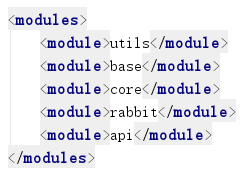 <modules>
    <module>utils</module>
    <module>base</module>
    <module>core</module>
    <module>rabbit</module>
    <module>api</module>
</modules>